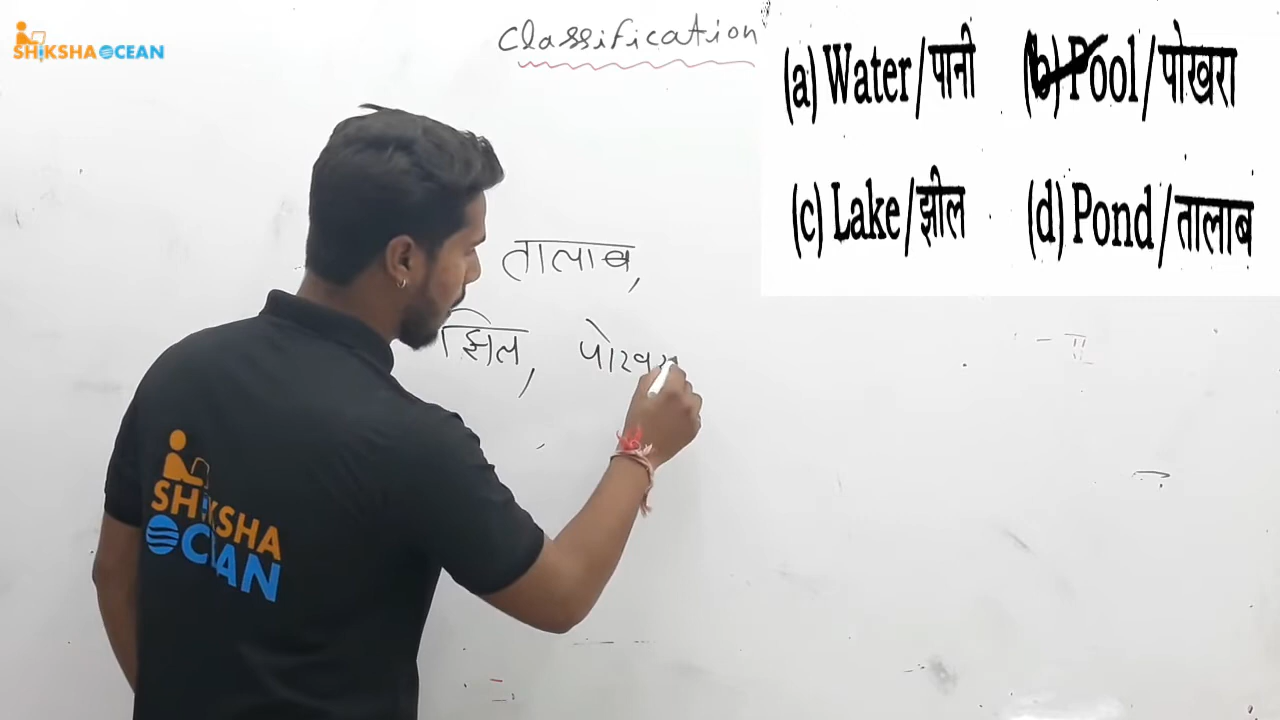 SHIKSHA OCEAN
Classification
(a) Water/पानी (b) Pool/पोखरा
(c) Lake/झील (d) Pond/तालाब
तालाब,
झिल, पोखर
SHIKSHA
OCEAN